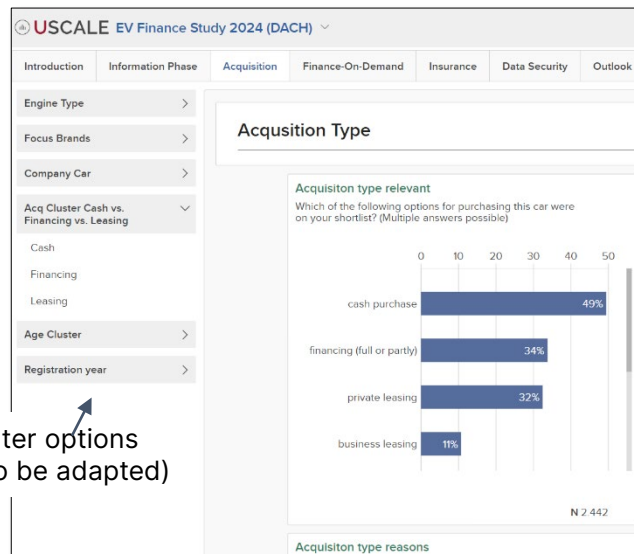 USCALE EV Finance Study 2024 (DACH)
Introduction Information Phase Acquisition Finance-On-Demand Insurance Data Security Outlook
Engine Type
Focus Brands
Company Car
Acq Cluster Cash vs.
Financing vs. Leasing
Cash
Financing
Leasing
Age Cluster
Registration year
ter options
o be adapted)
Acqusition Type
Acquisiton type relevant
Which of the following options for purchasing this car were
on your shortlist? (Multiple answers possible)
0 10 20 30 40 50
cash purchase 49%
financing (full or partly) 34%
private leasing 32%
business leasing 11%
N 2 442
Acquisiton type reasons